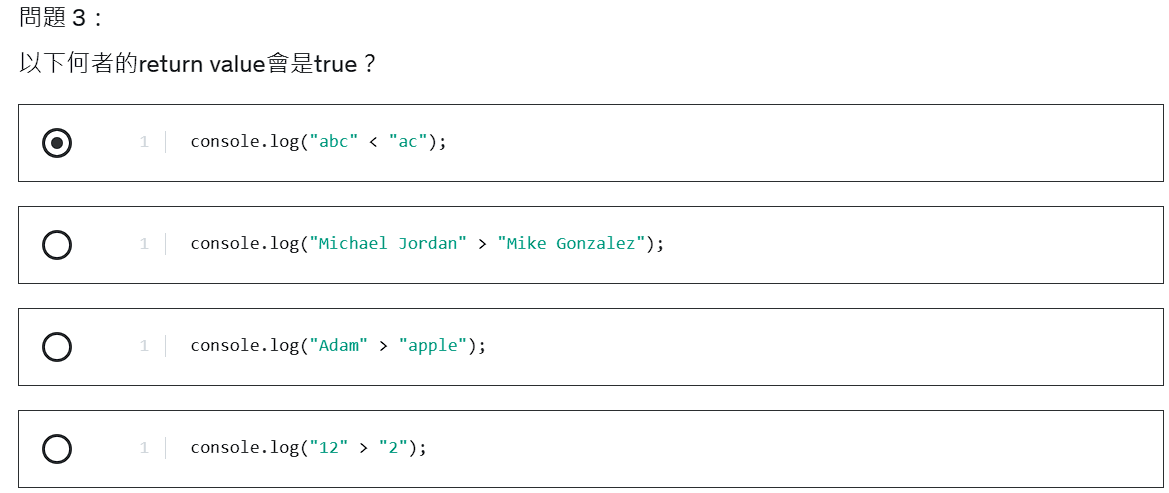 問題 3：
以下何者的return value會是true？
1 console.log("abc" < "ac");
1 console.log("Michael Jordan" > "Mike Gonzalez");
1 console.log("Adam" > "apple");
1 console.log("12" > "2");